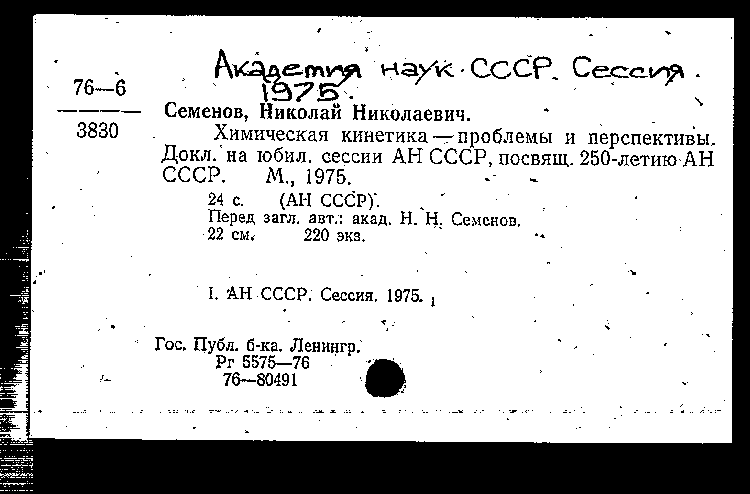 Академия наук СССР. Сессия.
76—6
1975.
Семенов, Николай Николаевич.
3830
Химическая кинетика — проблемы и перспективы.
Докл. на юбил. сессии АН СССР, посвящ. 250-летию АН
СССР. М., 1975.
24 с. (АН СССР).
Перед загл. авт.: акад. Н. Н. Семенов.
22 см. 220 экз.
I. АН СССР. Сессия. 1975.
Гос. Публ. б-ка. Ленингр.
Рг 5575—76
76—80491